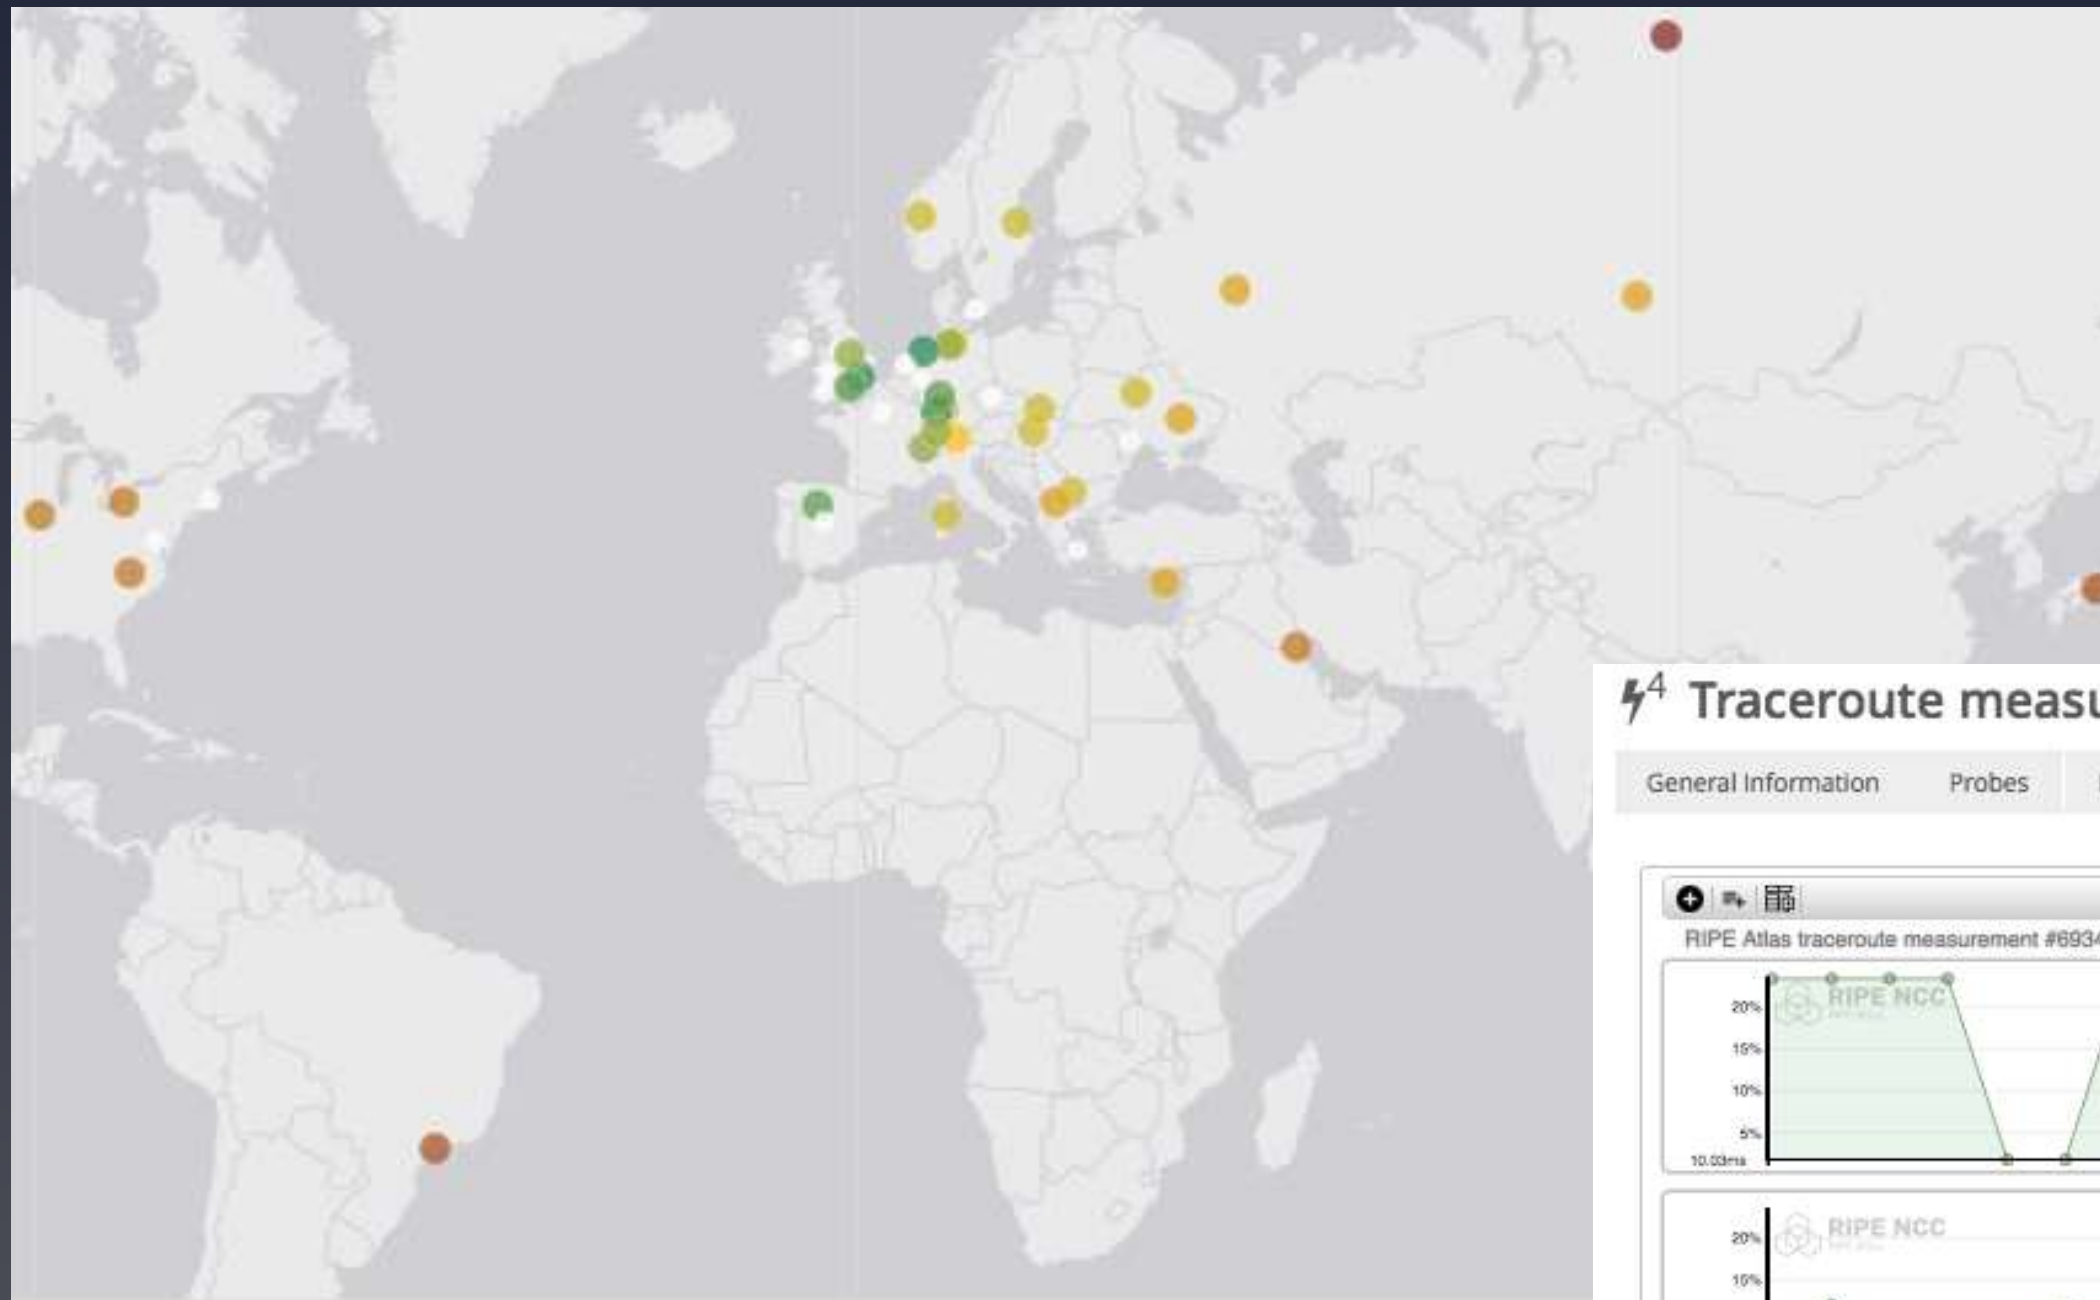 4 Traceroute measu
General Information Probes
RIPE Atlas traceroute measurement #6934
RIPE NCC
20%
15%
10%
5%
10.03ms
RIPE NCC
20%
15%